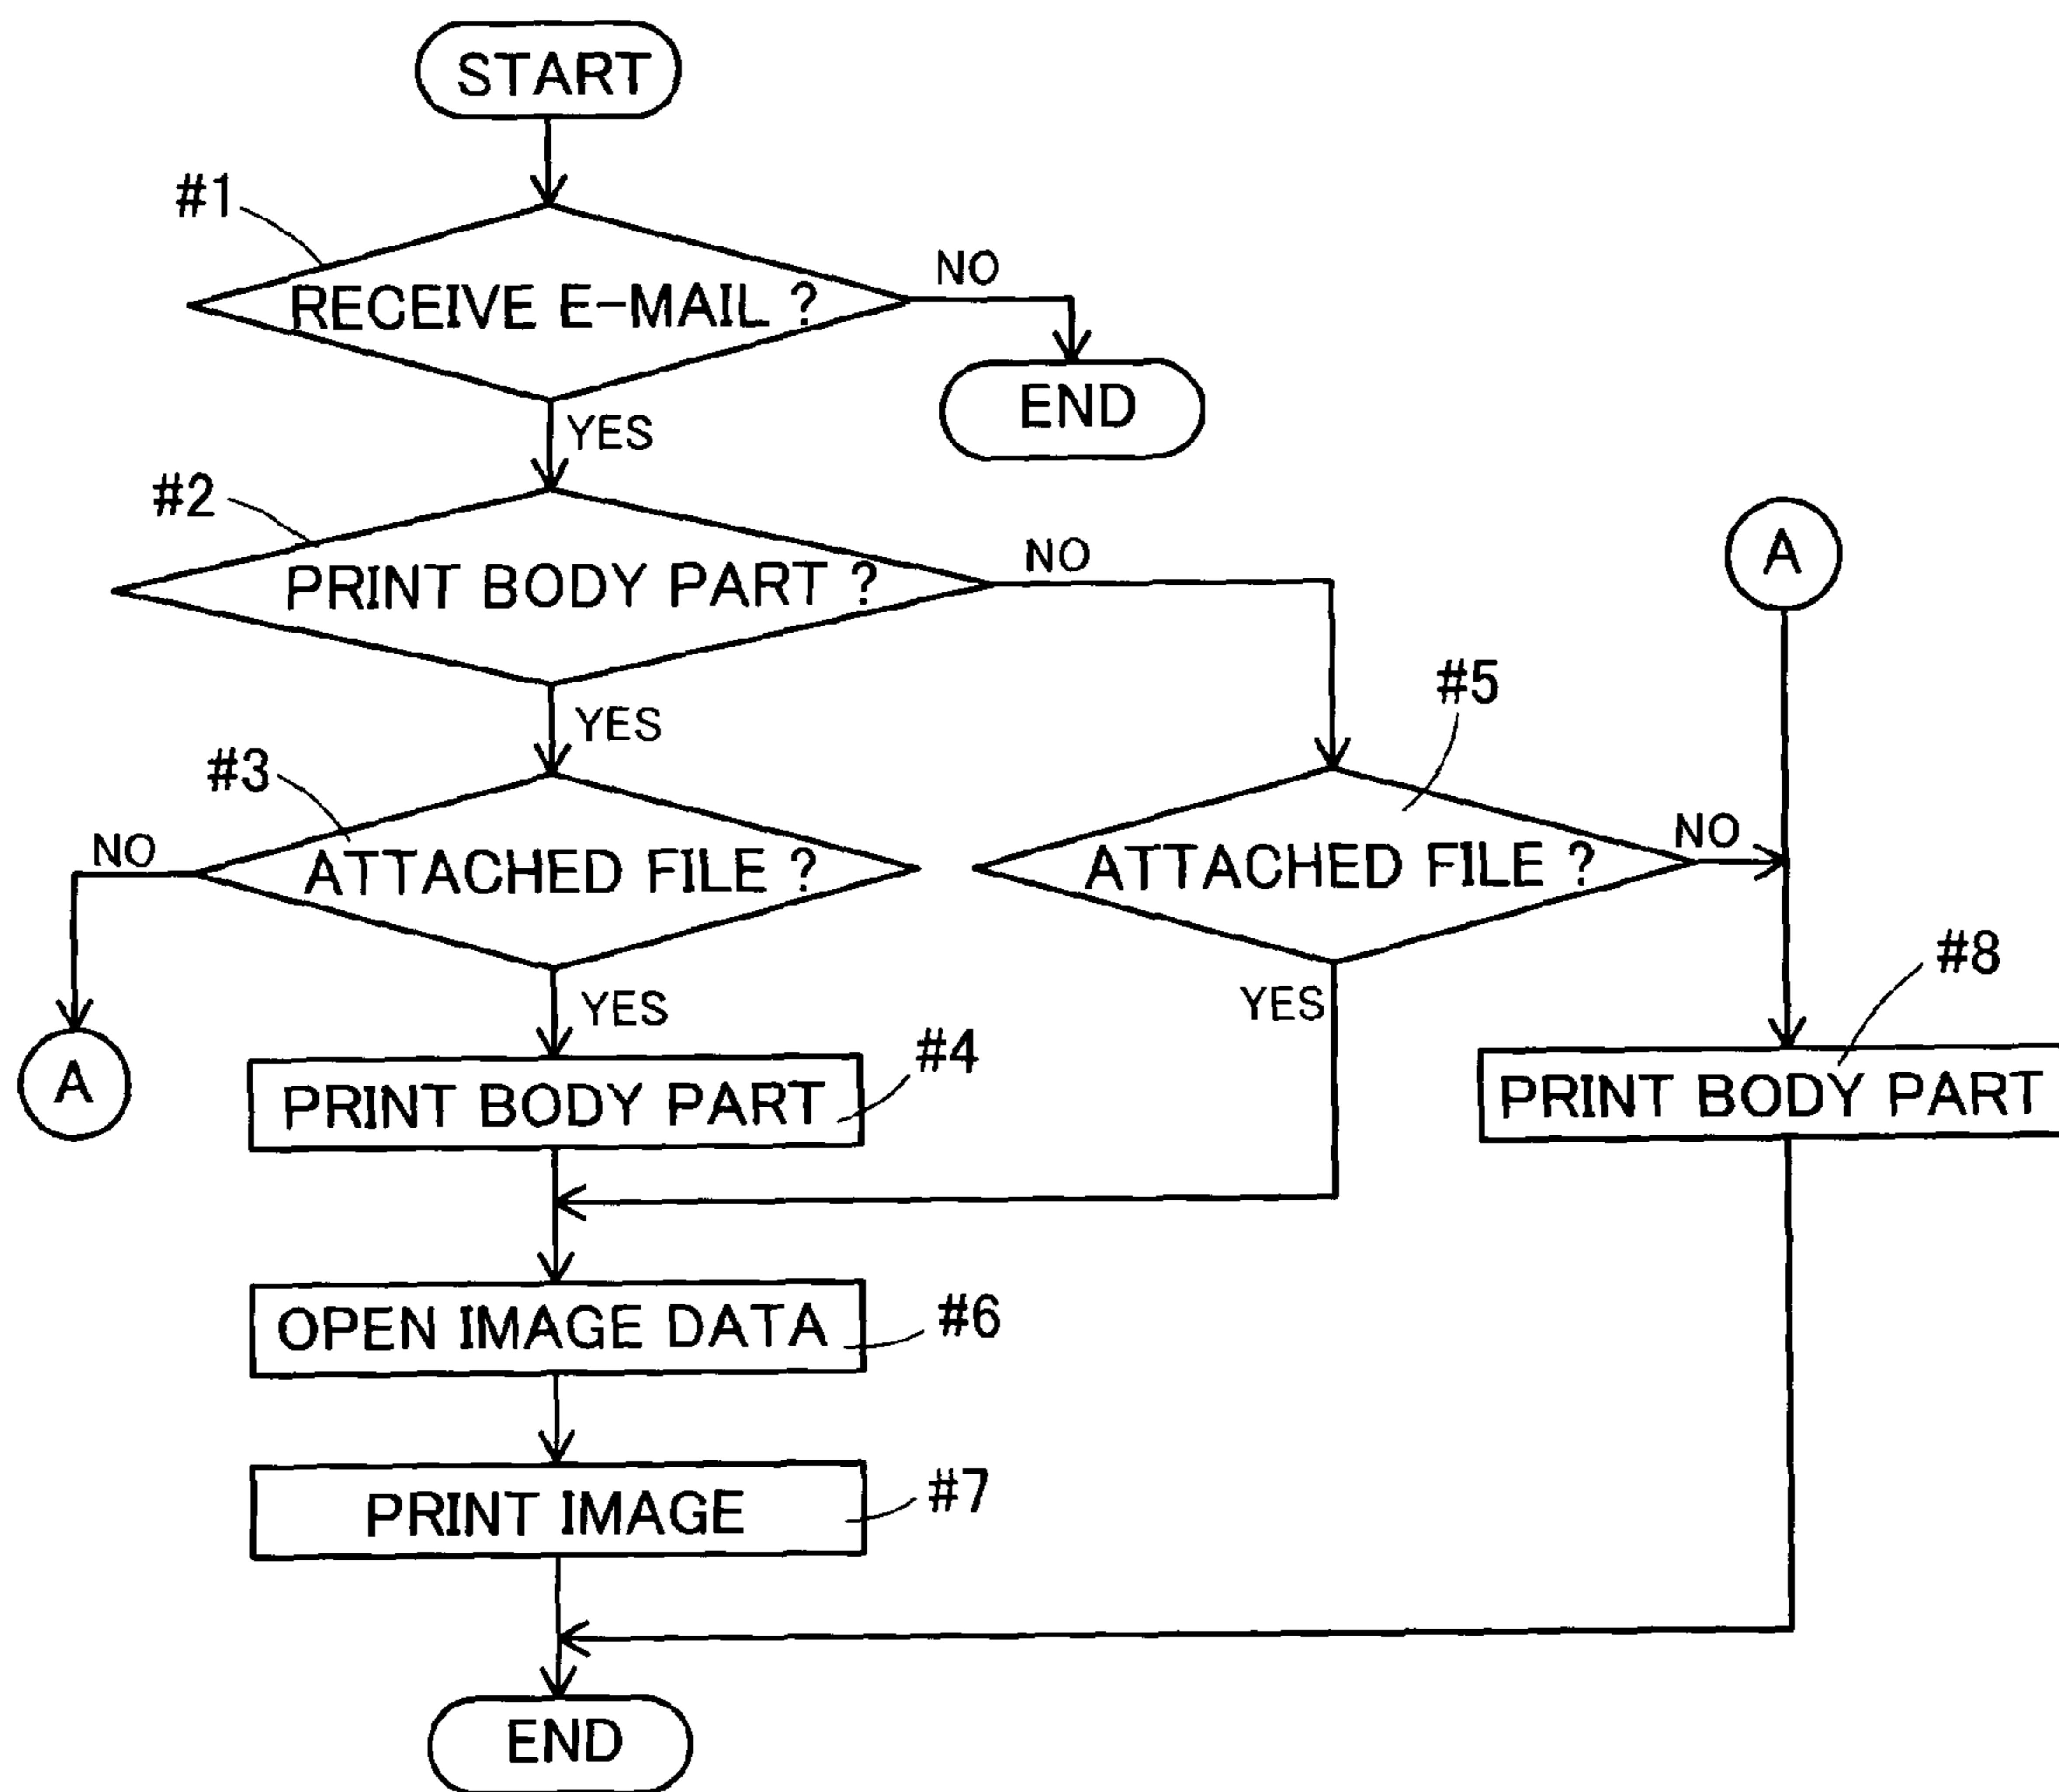 START
#1
RECEIVE E-MAIL ?
NO
END
YES
#2
PRINT BODY PART ?
NO
A
YES
#5
#3
NO
ATTACHED FILE ?
ATTACHED FILE ?
NO
#8
YES
YES
A
#4
PRINT BODY PART
PRINT BODY PART
OPEN IMAGE DATA
#6
PRINT IMAGE
#7
END